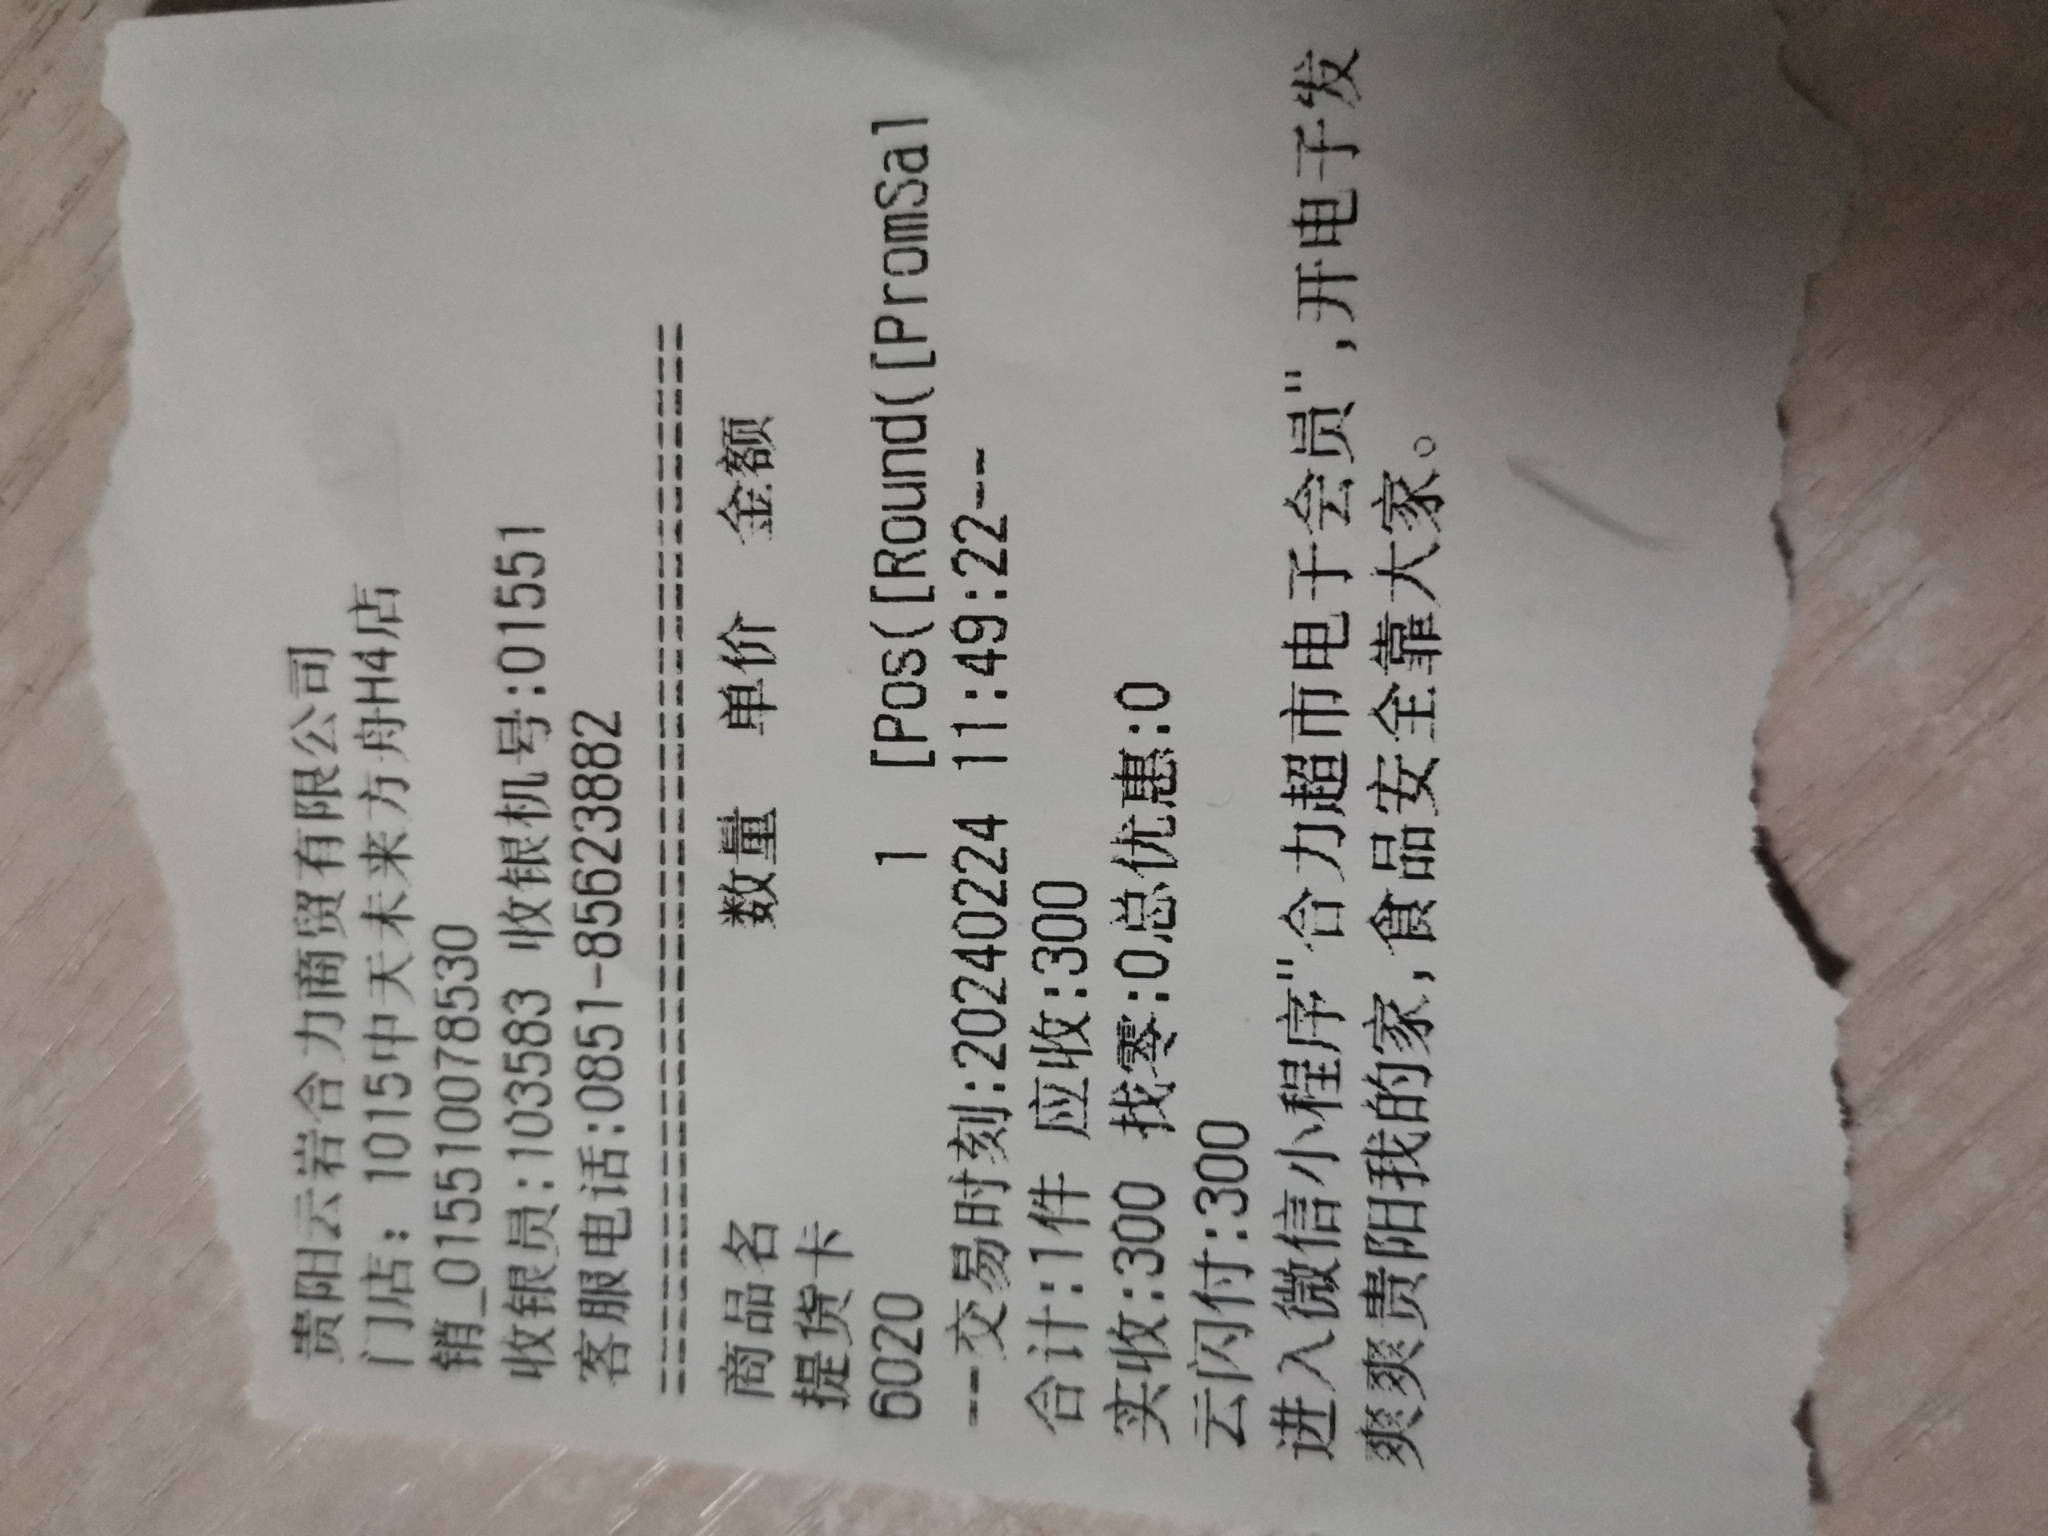 贵阳云岩合力商贸有限公司
门店：1015中天未来方舟H4店
销_015510078530
收银员:103583 收银机号:01551
客服电话:0851-85623882
========================================
商品名 数量 单价 金额
提货卡
6020 1 [Pos([Round([PromSal
--交易时刻:20240224 11:49:22--
合计:1件 应收:300
实收:300 找零:0总优惠:0
云闪付:300
进入微信小程序"合力超市电子会员",开电子发
爽爽贵阳我的家,食品安全靠大家。